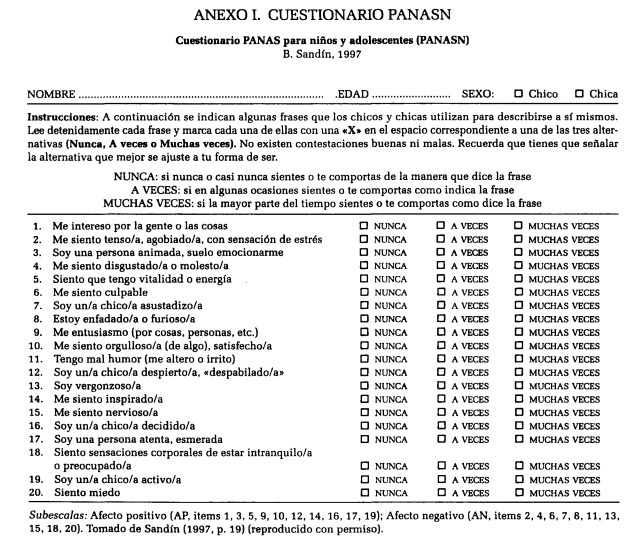 ANEXO I. CUESTIONARIO PANASN
Cuestionario PANAS para niños y adolescentes (PANASN)
B. Sandín, 1997
NOMBRE ........................................................................ .EDAD ....................... SEXO: ☐ Chico ☐ Chica
Instrucciones: A continuación se indican algunas frases que los chicos y chicas utilizan para describirse a sí mismos.
Lee detenidamente cada frase y marca cada una de ellas con una «X» en el espacio correspondiente a una de las tres alter-
nativas (Nunca, A veces o Muchas veces). No existen contestaciones buenas ni malas. Recuerda que tienes que señalar
la alternativa que mejor se ajuste a tu forma de ser.
NUNCA: si nunca o casi nunca sientes o te comportas de la manera que dice la frase
A VECES: si en algunas ocasiones sientes o te comportas como indica la frase
MUCHAS VECES: si la mayor parte del tiempo sientes o te comportas como dice la frase
1. Me intereso por la gente o las cosas ☐ NUNCA ☐ A VECES ☐ MUCHAS VECES
2. Me siento tenso/a, agobiado/a, con sensación de estrés ☐ NUNCA ☐ A VECES ☐ MUCHAS VECES
3. Soy una persona animada, suelo emocionarme ☐ NUNCA ☐ A VECES ☐ MUCHAS VECES
4. Me siento disgustado/a o molesto/a ☐ NUNCA ☐ A VECES ☐ MUCHAS VECES
5. Siento que tengo vitalidad o energía ☐ NUNCA ☐ A VECES ☐ MUCHAS VECES
6. Me siento culpable ☐ NUNCA ☐ A VECES ☐ MUCHAS VECES
7. Soy un/a chico/a asustadizo/a ☐ NUNCA ☐ A VECES ☐ MUCHAS VECES
8. Estoy enfadado/a o furioso/a ☐ NUNCA ☐ A VECES ☐ MUCHAS VECES
9. Me entusiasmo (por cosas, personas, etc.) ☐ NUNCA ☐ A VECES ☐ MUCHAS VECES
10. Me siento orgulloso/a (de algo), satisfecho/a ☐ NUNCA ☐ A VECES ☐ MUCHAS VECES
11. Tengo mal humor (me altero o irrito) ☐ NUNCA ☐ A VECES ☐ MUCHAS VECES
12. Soy un/a chico/a despierto/a, «despabilado/a» ☐ NUNCA ☐ A VECES ☐ MUCHAS VECES
13. Soy vergonzoso/a ☐ NUNCA ☐ A VECES ☐ MUCHAS VECES
14. Me siento inspirado/a ☐ NUNCA ☐ A VECES ☐ MUCHAS VECES
15. Me siento nervioso/a ☐ NUNCA ☐ A VECES ☐ MUCHAS VECES
16. Soy un/a chico/a decidido/a ☐ NUNCA ☐ A VECES ☐ MUCHAS VECES
17. Soy una persona atenta, esmerada ☐ NUNCA ☐ A VECES ☐ MUCHAS VECES
18. Siento sensaciones corporales de estar intranquilo/a
o preocupado/a ☐ NUNCA ☐ A VECES ☐ MUCHAS VECES
19. Soy un/a chico/a activo/a ☐ NUNCA ☐ A VECES ☐ MUCHAS VECES
20. Siento miedo ☐ NUNCA ☐ A VECES ☐ MUCHAS VECES
Subescalas: Afecto positivo (AP, items 1, 3, 5, 9, 10, 12, 14, 16, 17, 19); Afecto negativo (AN, items 2, 4, 6, 7, 8, 11, 13,
15, 18, 20). Tomado de Sandín (1997, p. 19) (reproducido con permiso).